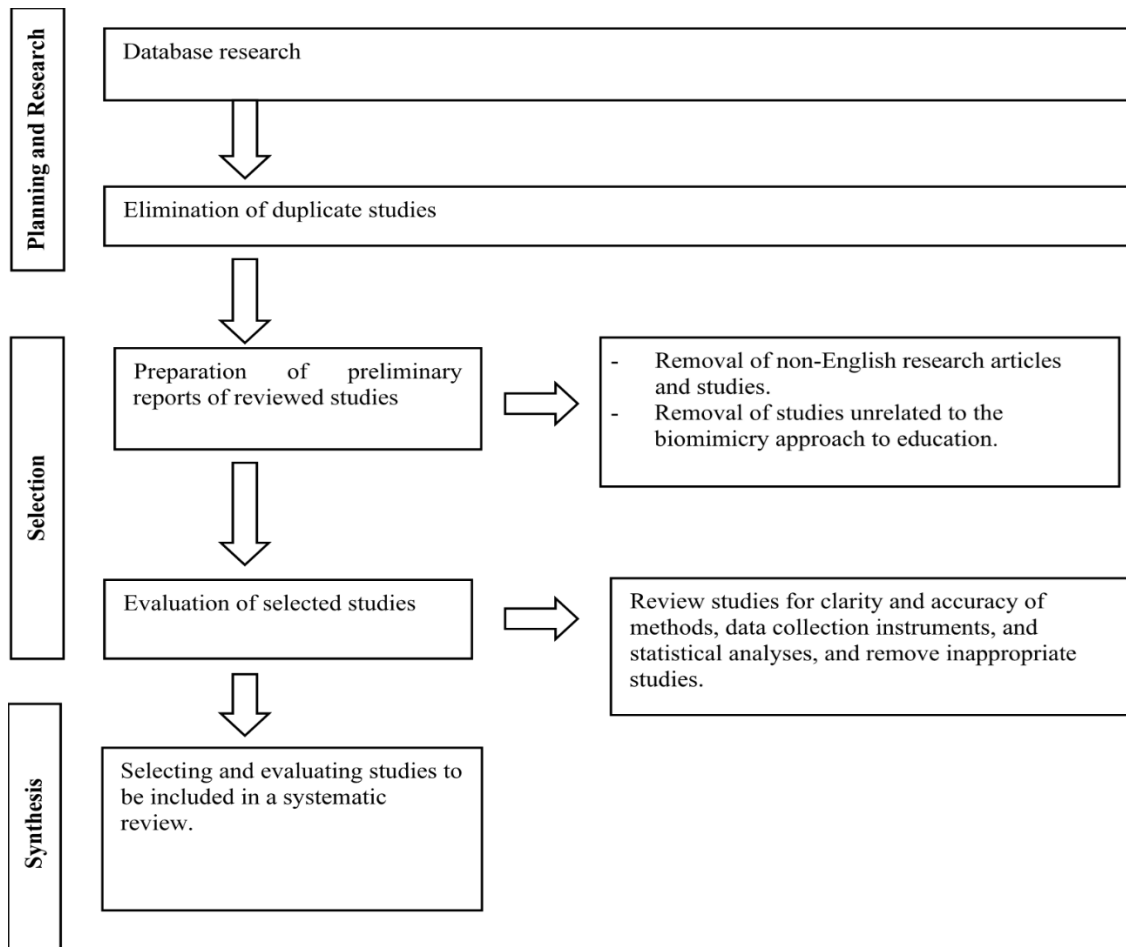 Planning and Research
Database research
Elimination of duplicate studies
Selection
Preparation of preliminary
reports of reviewed studies
- Removal of non-English research articles
and studies.
- Removal of studies unrelated to the
biomimicry approach to education.
Evaluation of selected studies
Review studies for clarity and accuracy of
methods, data collection instruments, and
statistical analyses, and remove inappropriate
studies.
Synthesis
Selecting and evaluating studies to
be included in a systematic
review.